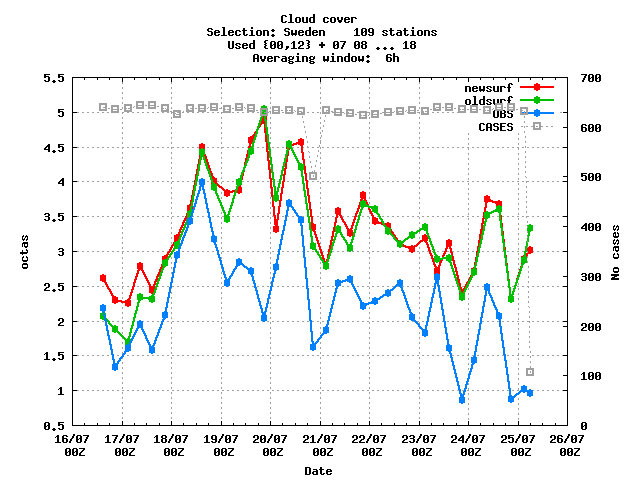 Cloud cover
Selection: Sweden    109 stations
Used {00,12} + 07 08 ... 18
Averaging window:  6h
5.5
5
4.5
4
3.5
3
2.5
2
1.5
1
0.5
octas
700
600
500
400
300
200
100
0
No cases
newsurf
oldsurf
OBS
CASES
16/07 17/07 18/07 19/07 20/07 21/07 22/07 23/07 24/07 25/07 26/07
00Z 00Z 00Z 00Z 00Z 00Z 00Z 00Z 00Z 00Z 00Z
Date